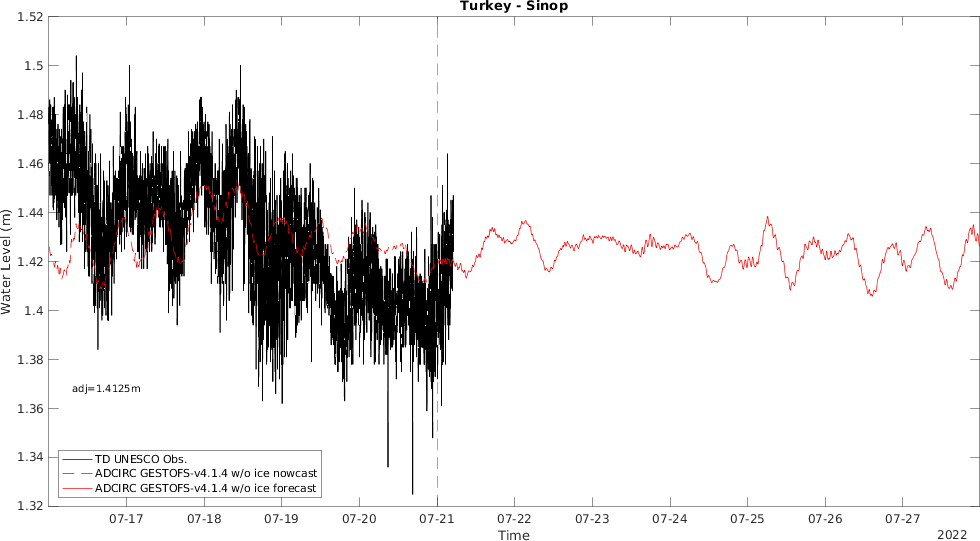 Turkey - Sinop
1.52
1.5
1.48
1.46
1.44
1.42
1.4
1.38
1.36
1.34
1.32
Water Level (m)
adj=1.4125m
TD UNESCO Obs.
ADCIRC GESTOFS-v4.1.4 w/o ice nowcast
ADCIRC GESTOFS-v4.1.4 w/o ice forecast
07-17 07-18 07-19 07-20 07-21 07-22 07-23 07-24 07-25 07-26 07-27
Time
2022